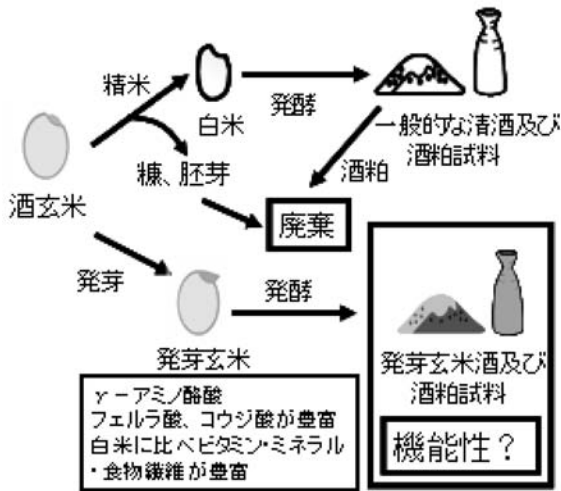 精米
白米
発酵
一般的な清酒及び
酒粕試料
酒玄米
糠、胚芽
酒粕
廃棄
発芽
発芽玄米
発酵
発芽玄米酒及び
酒粕試料
機能性？
γ－アミノ酪酸
フェルラ酸、コウジ酸が豊富
白米に比べビタミン・ミネラル
・食物繊維が豊富